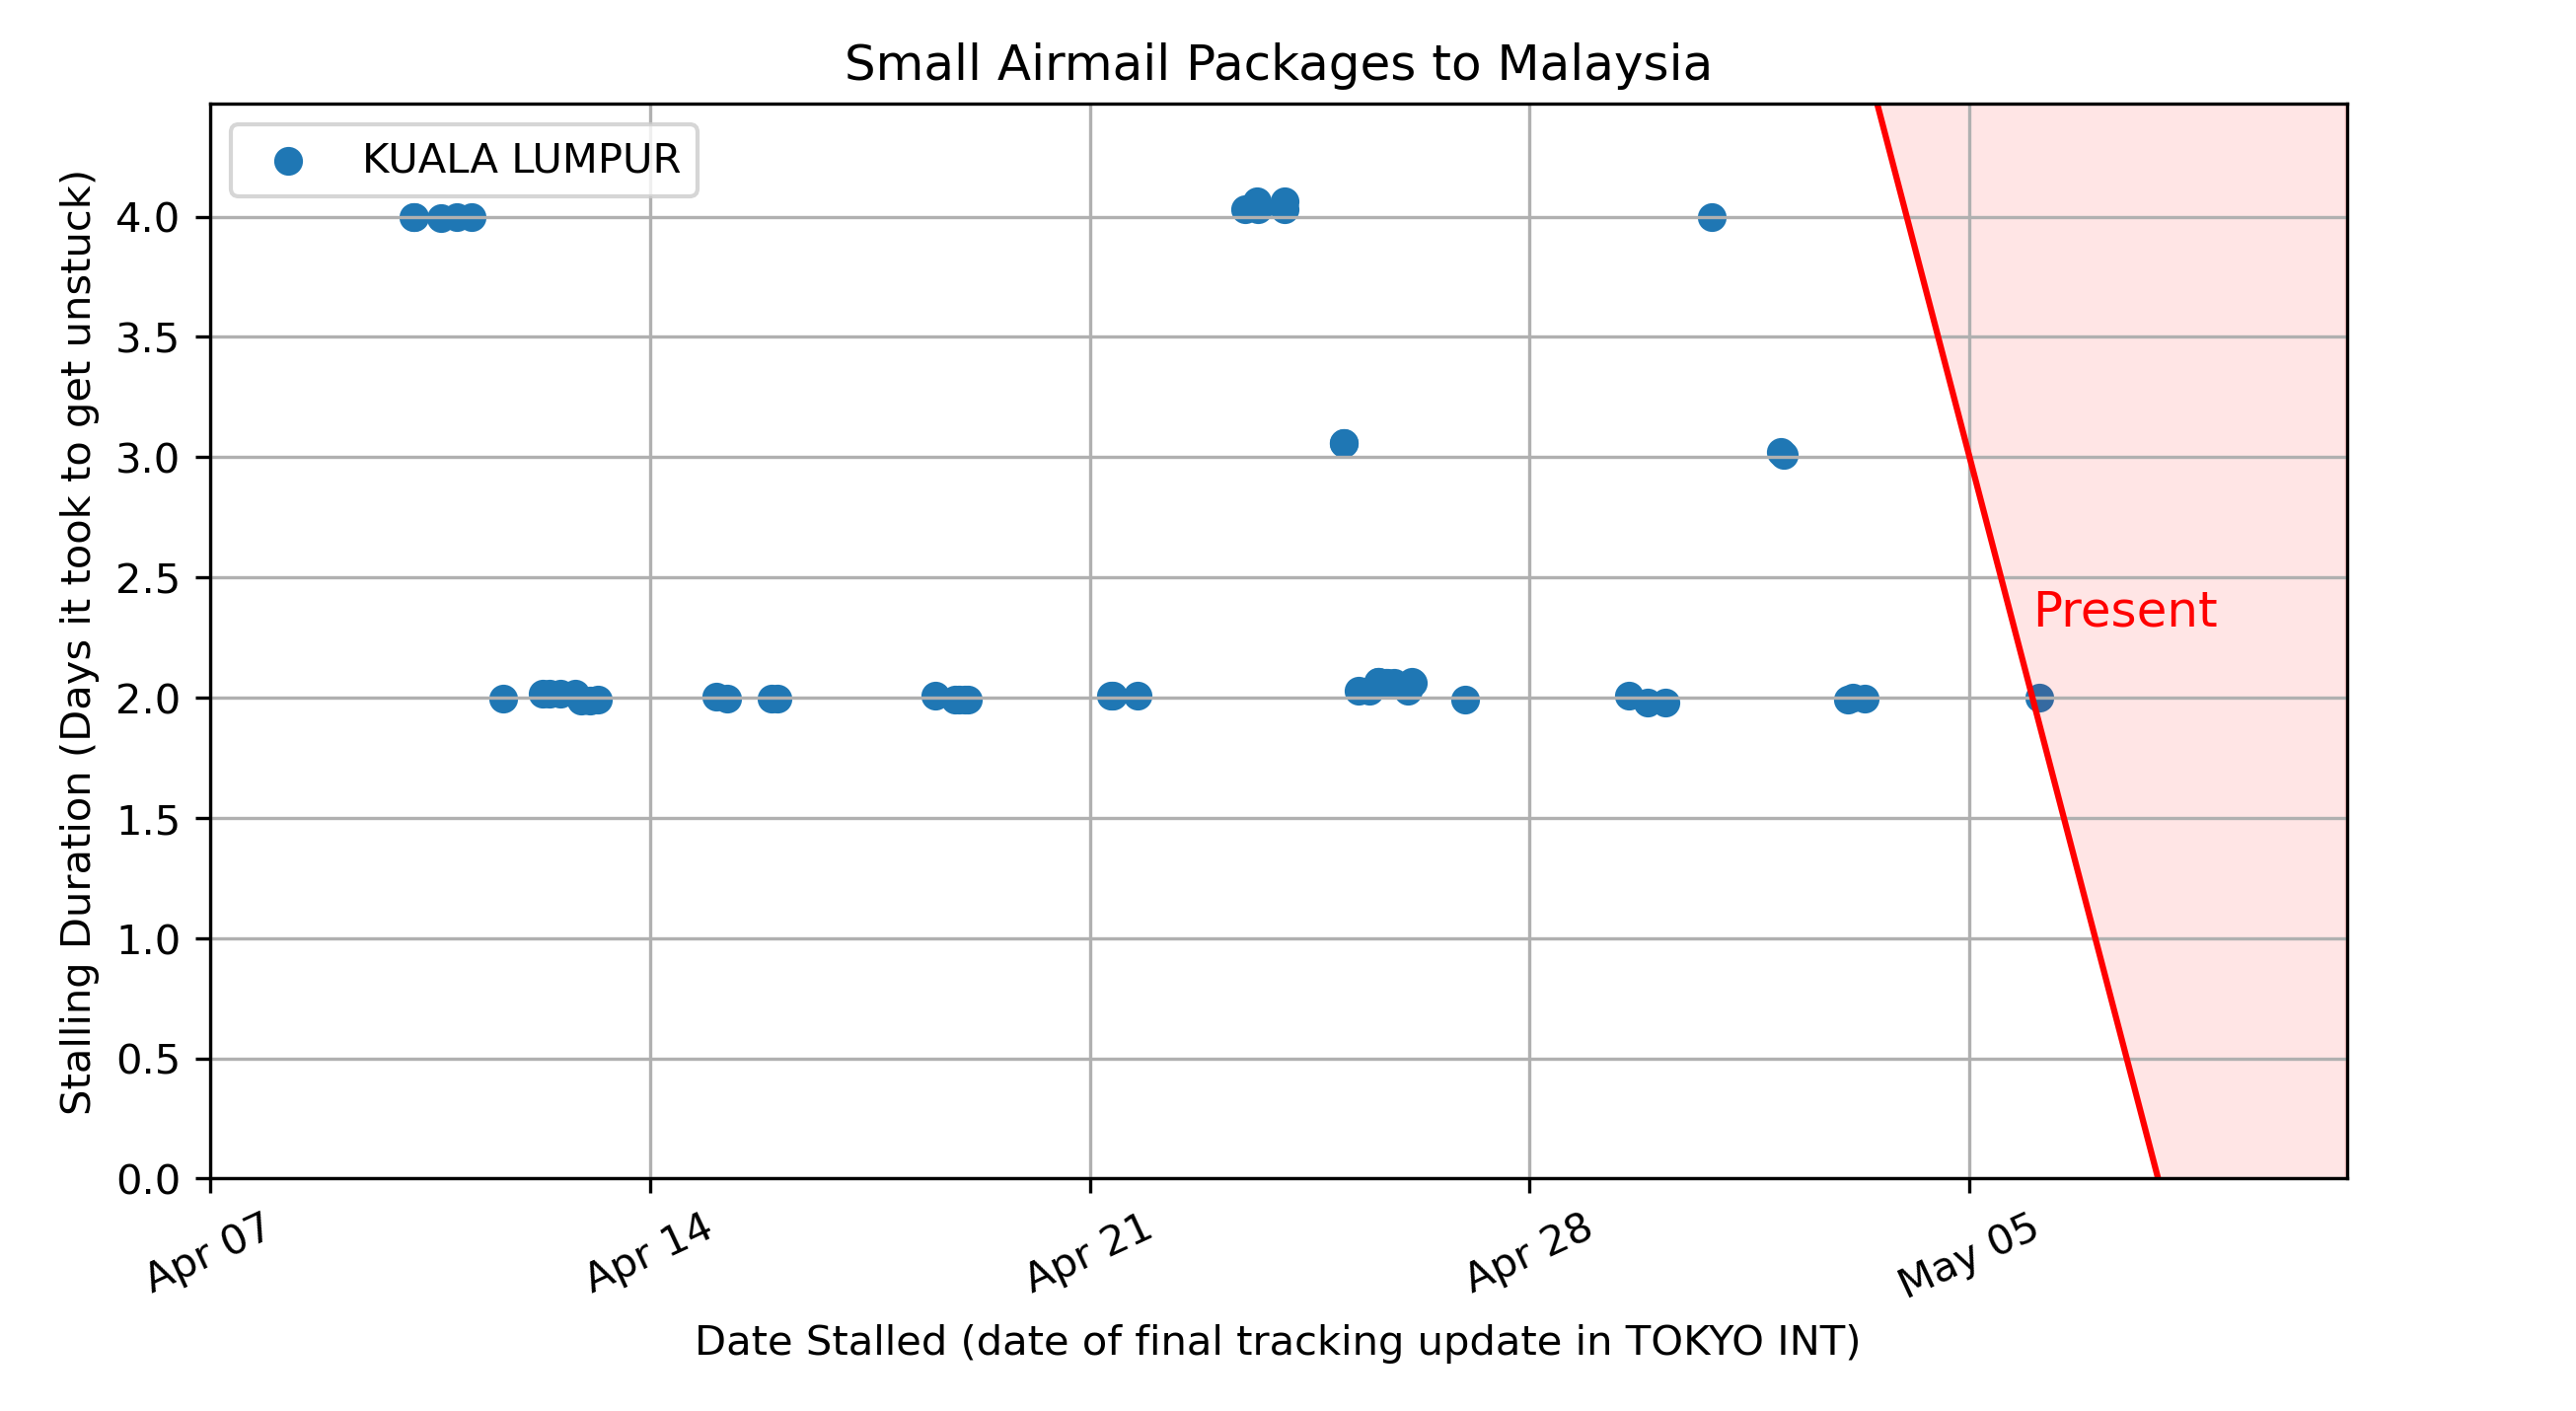 Small Airmail Packages to Malaysia
KUALA LUMPUR
Stalling Duration (Days it took to get unstuck)
4.0
3.5
3.0
2.5
2.0
1.5
1.0
0.5
0.0
Present
Apr 07
Apr 14
Apr 21
Apr 28
May 05
Date Stalled (date of final tracking update in TOKYO INT)